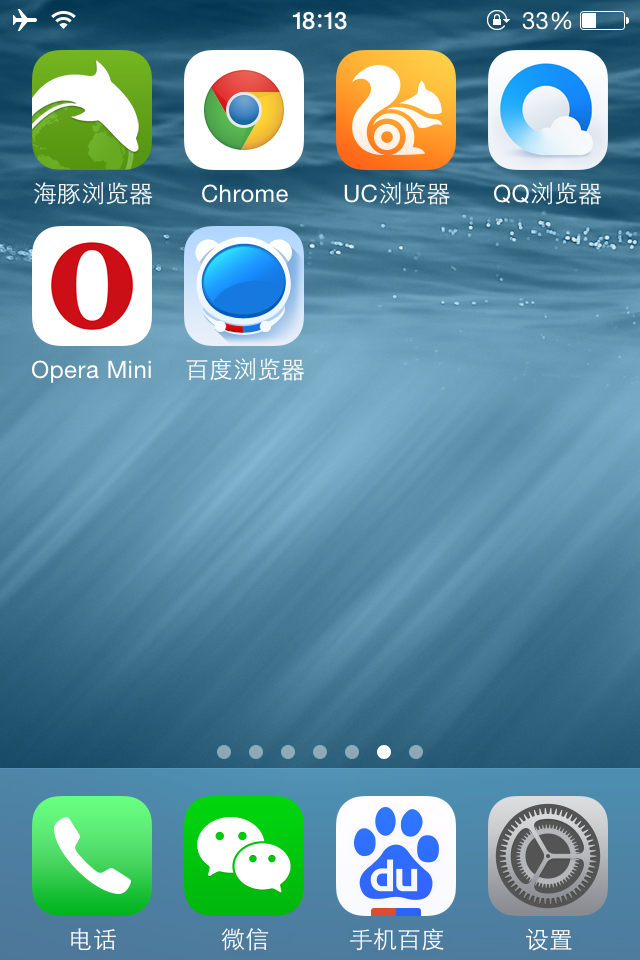 18:13
33%
海豚浏览器
Chrome
UC浏览器
QQ浏览器
Opera Mini
百度浏览器
du
电话
微信
手机百度
设置